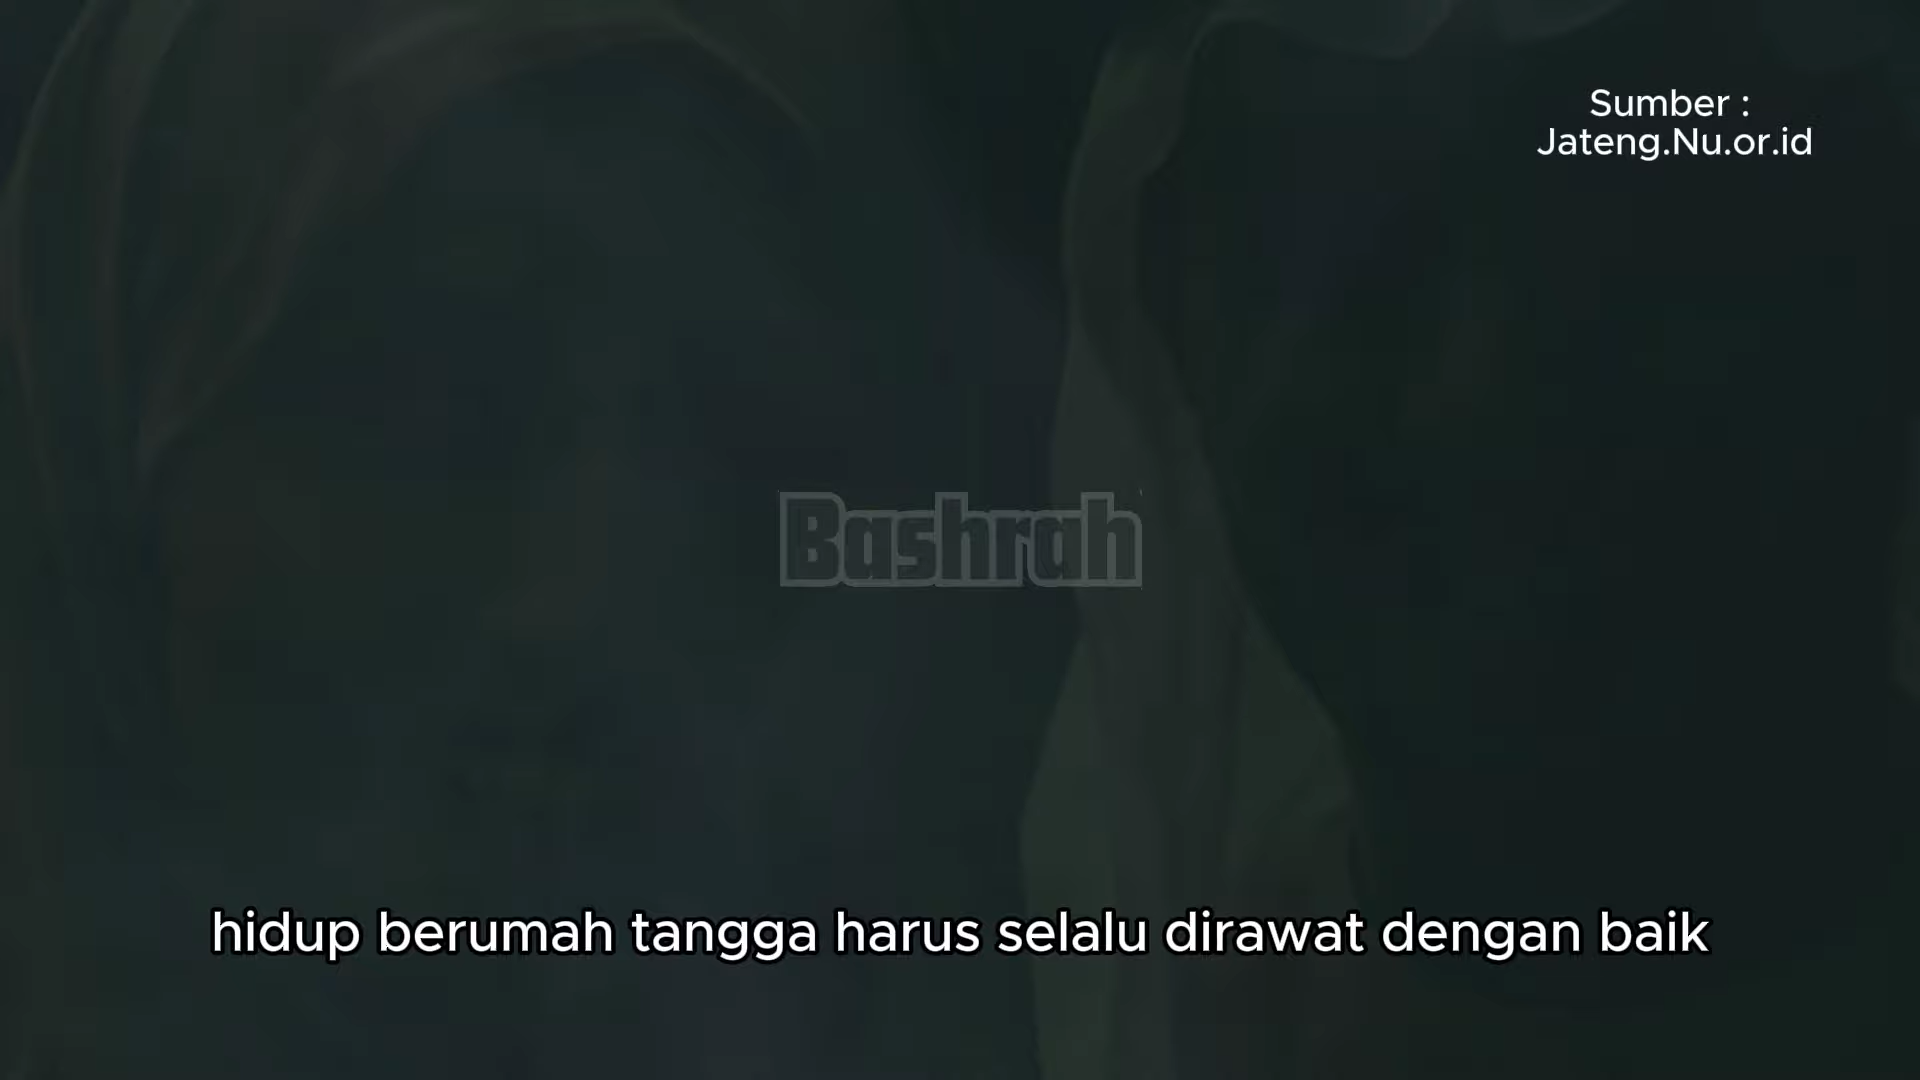 Sumber :
Jateng.Nu.or.id
Bashrah
hidup berumah tangga harus selalu dirawat dengan baik